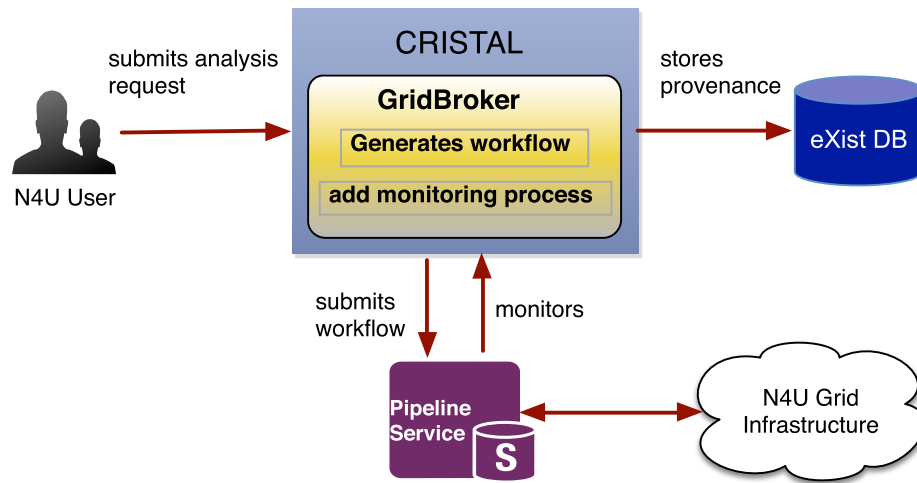 submits analysis
request
N4U User
CRISTAL
GridBroker
Generates workflow
add monitoring process
stores
provenance
eXist DB
submits
workflow
monitors
Pipeline
Service
S
N4U Grid
Infrastructure